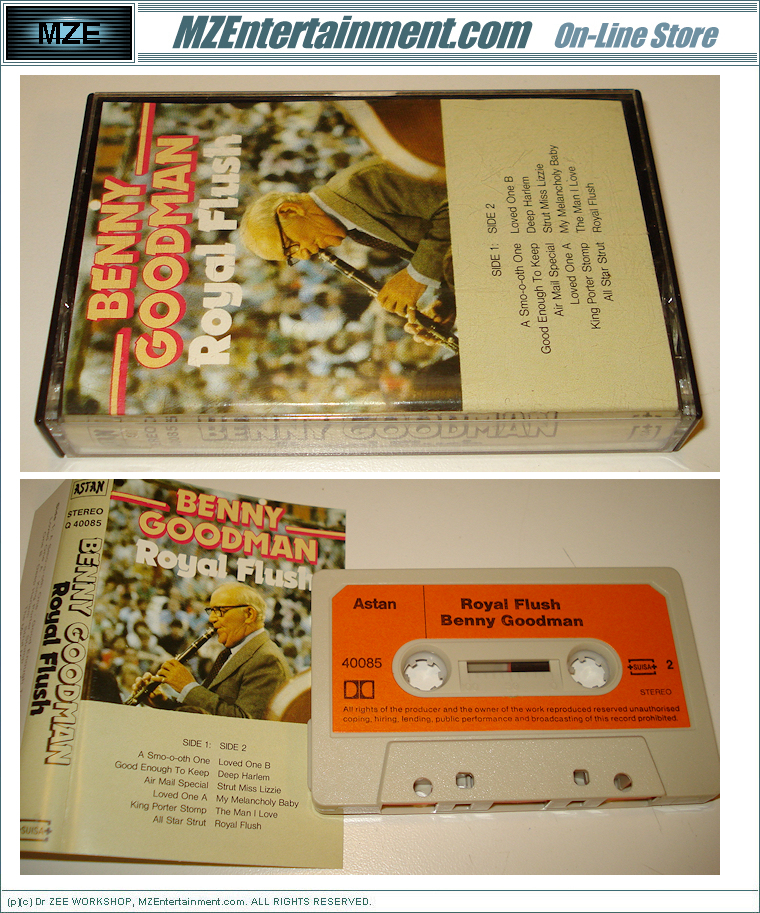 MZE
MZEntertainment.com On-Line Store
BENNY
GOODMAN
Royal Flush
SIDE 1: SIDE 2
A Smo-o-oth One Loved One B
Good Enough To Keep Deep Harlem
Air Mail Special Strut Miss Lizzie
Loved One A My Melancholy Baby
King Porter Stomp The Man I Love
All Star Strut Royal Flush
BENNY GOODMAN
ASTAN
STEREO
Q 40085
BENNY GOODMAN
Royal Flush
SUISA
BENNY
GOODMAN
Royal Flush
SIDE 1: SIDE 2
A Smo-o-oth One Loved One B
Good Enough To Keep Deep Harlem
Air Mail Special Strut Miss Lizzie
Loved One A My Melancholy Baby
King Porter Stomp The Man I Love
All Star Strut Royal Flush
Astan Royal Flush
Benny Goodman
40085
SUISA 2
STEREO
All rights of the producer and the owner of the work reproduced reserved unauthorised
coping, hiring, lending, public performance and broadcasting of this record prohibited.
(p)(c) Dr ZEE WORKSHOP, MZEntertainment.com. ALL RIGHTS RESERVED.